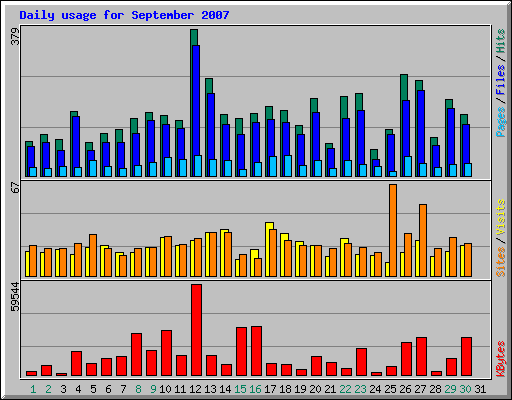 Daily usage for September 2007
379
Pages / Files / Hits
67
Sites / Visits
59544
KBytes
1 2 3 4 5 6 7 8 9 10 11 12 13 14 15 16 17 18 19 20 21 22 23 24 25 26 27 28 29 30 31